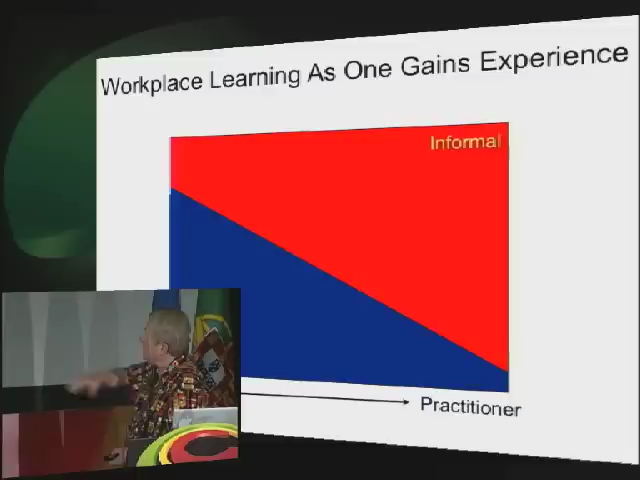 Workplace Learning As One Gains Experience
Informal
Practitioner